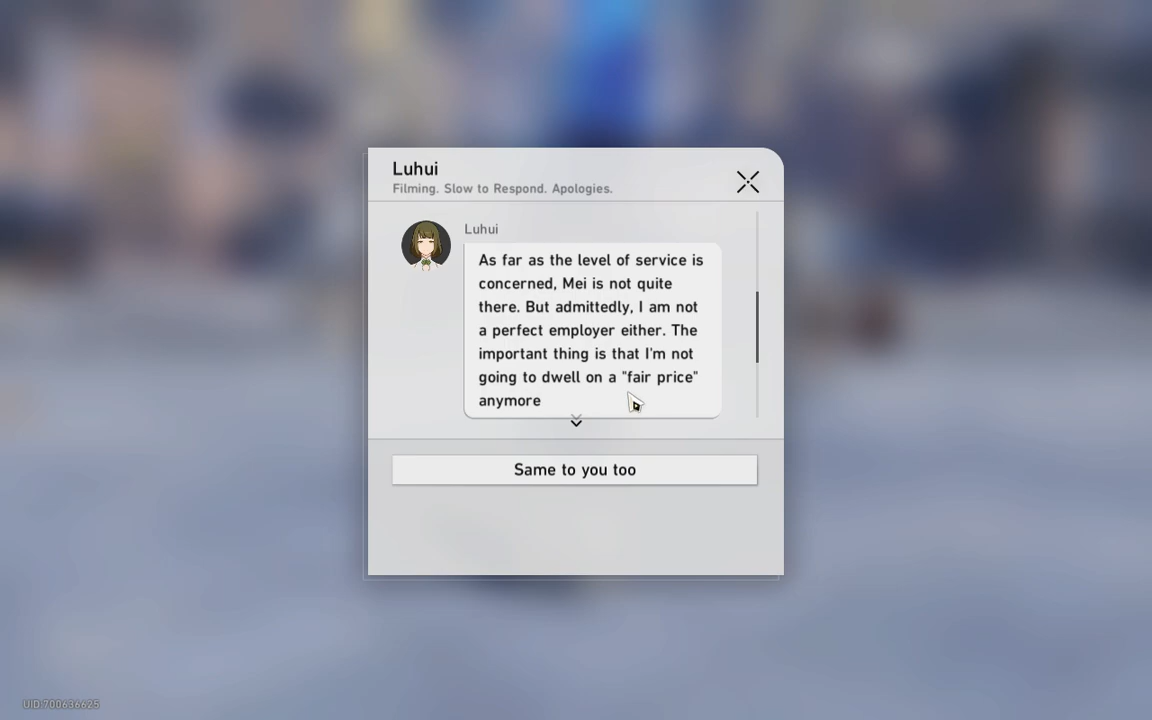 Luhui
Filming. Slow to Respond. Apologies.
Luhui
As far as the level of service is
concerned, Mei is not quite
there. But admittedly, I am not
a perfect employer either. The
important thing is that I'm not
going to dwell on a "fair price"
anymore
Same to you too
UID:700636625